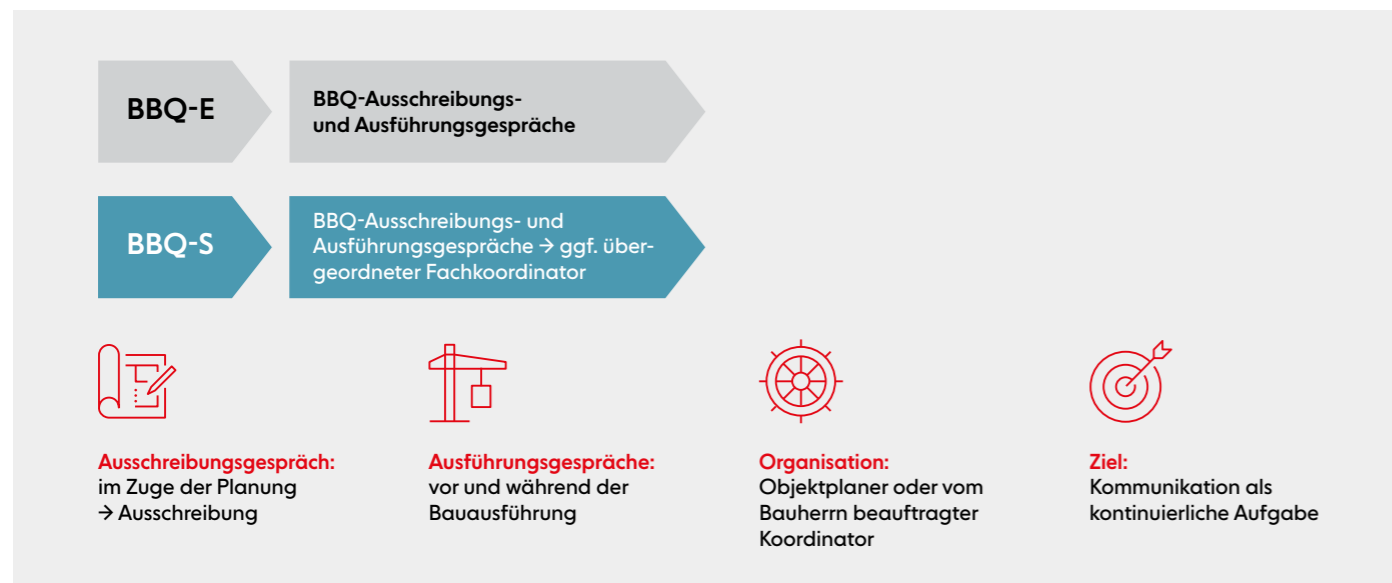 BBQ-E
BBQ-Ausschreibungs-
und Ausführungsgespräche
BBQ-S
BBQ-Ausschreibungs- und
Ausführungsgespräche → ggf. über-
geordneter Fachkoordinator
Ausschreibungsgespräch:
im Zuge der Planung
→ Ausschreibung
Ausführungsgespräche:
vor und während der
Bauausführung
Organisation:
Objektplaner oder vom
Bauherrn beauftragter
Koordinator
Ziel:
Kommunikation als
kontinuierliche Aufgabe